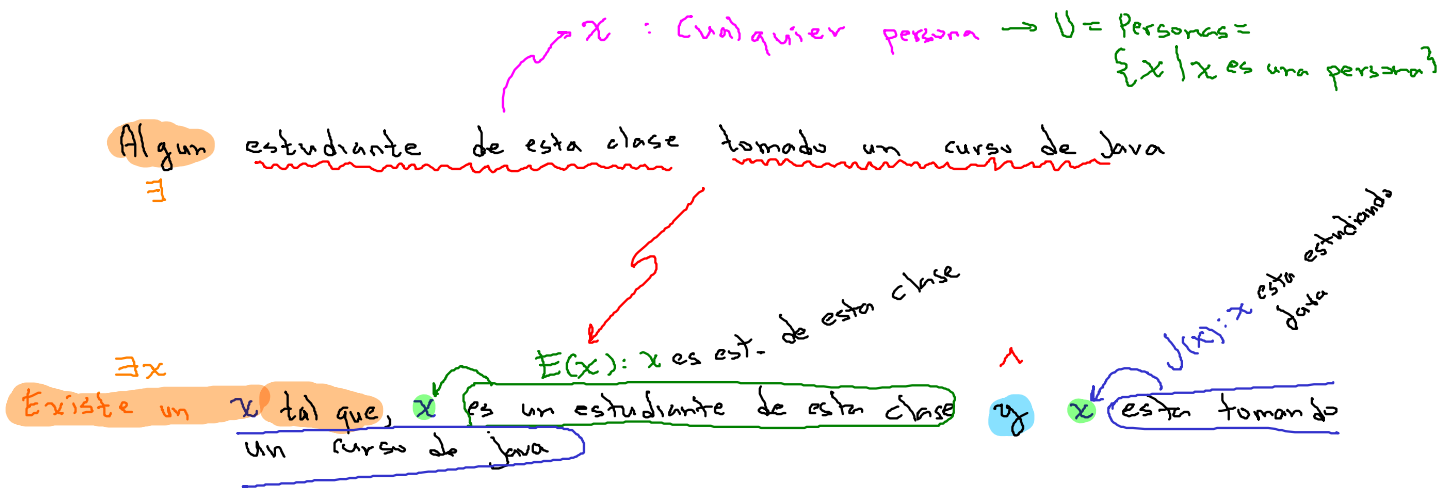 x : Cualquier persona → U = Personas =
{x | x es una persona}
Algun estudiante de esta clase tomado un curso de Java
∃
E(x): x es est. de esta clase
J(x): x esta estudiando
Java
∃x
∧
Existe un x tal que, x es un estudiante de esta clase y x esta tomando
un curso de java